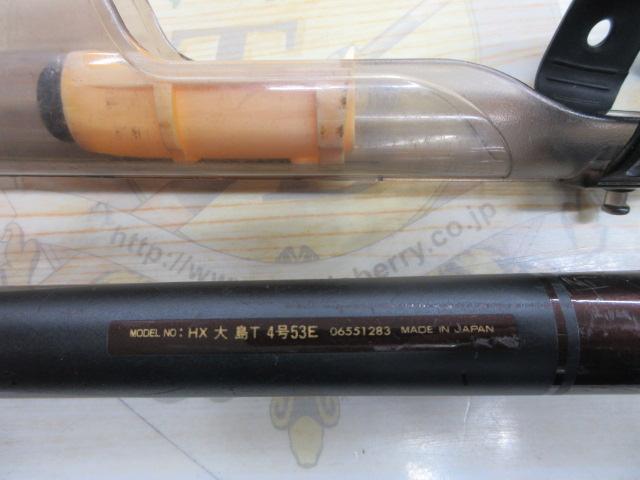 http://www. berry.co.jp
MODEL NO: HX 大 島T 4号53E 06551283 MADE IN JAPAN